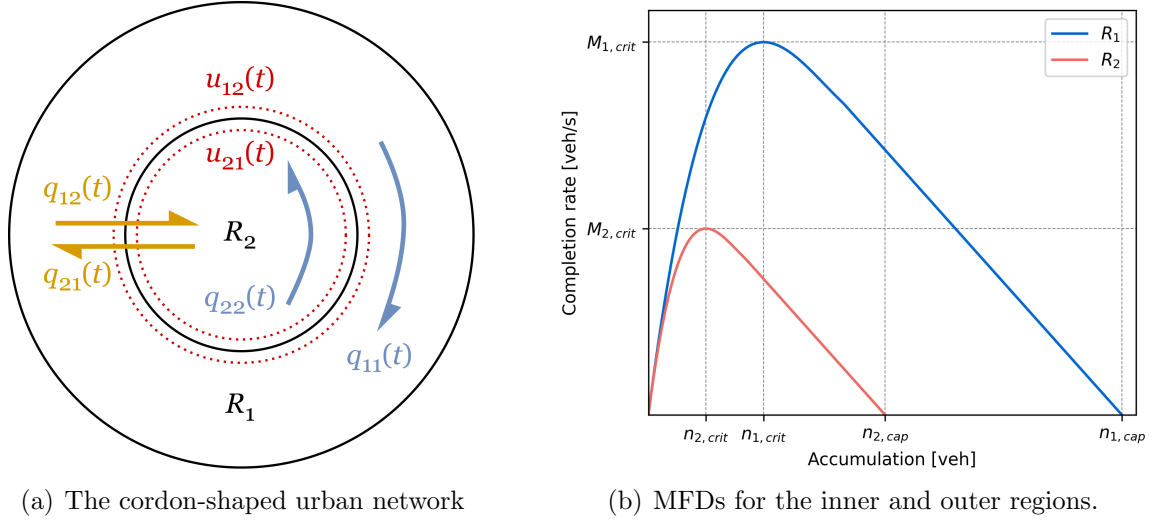 u₁₂(t)
u₂₁(t)
q₁₂(t)
R₂
q₂₁(t)
q₂₂(t)
q₁₁(t)
R₁
(a) The cordon-shaped urban network
R₁
R₂
M₁,crit
M₂,crit
Completion rate [veh/s]
n₂,crit n₁,crit n₂,cap n₁,cap
Accumulation [veh]
(b) MFDs for the inner and outer regions.